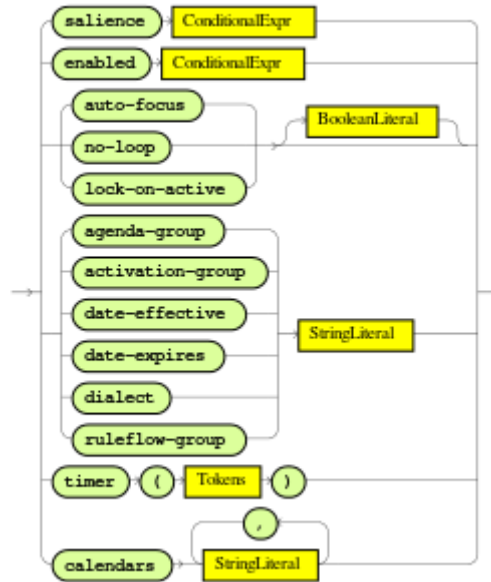 salience ConditionalExpr
enabled ConditionalExpr
auto-focus
BooleanLiteral
no-loop
lock-on-active
agenda-group
activation-group
date-effective
StringLiteral
date-expires
dialect
ruleflow-group
timer ( Tokens )
,
calendars StringLiteral